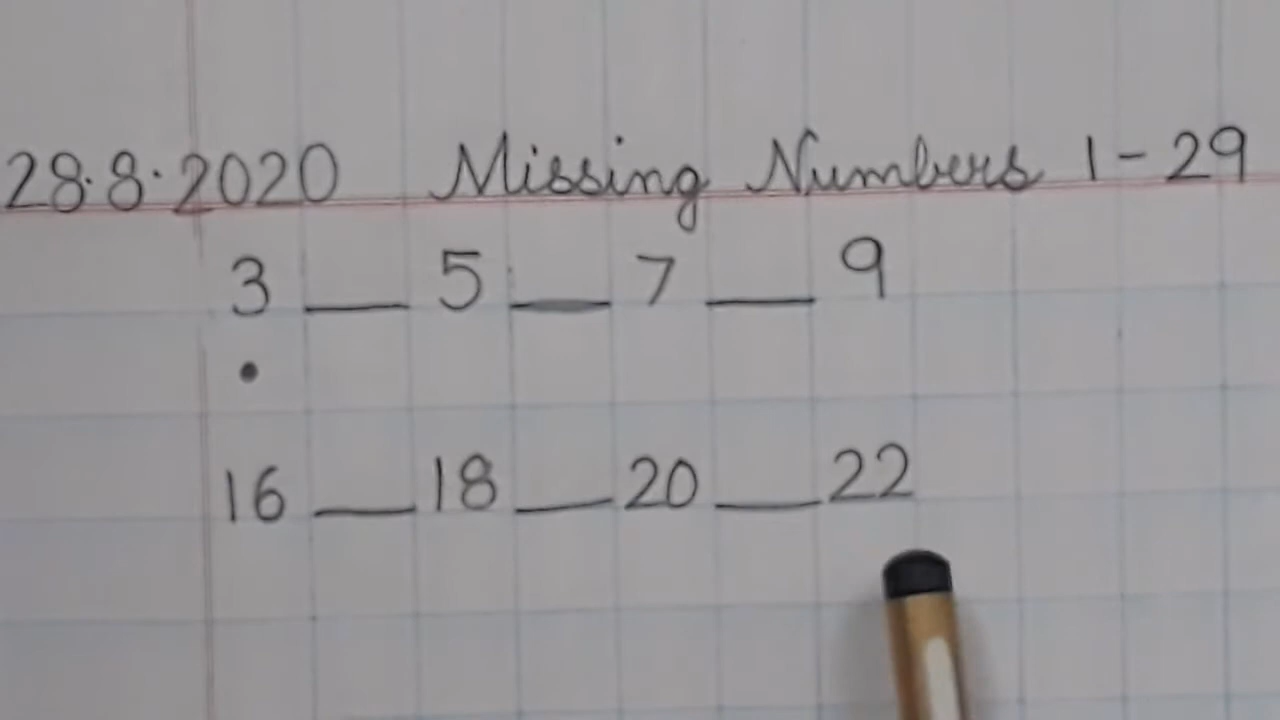 28.8.2020 Missing Numbers 1-29
3 __ 5 __ 7 __ 9
16 __ 18 __ 20 __ 22